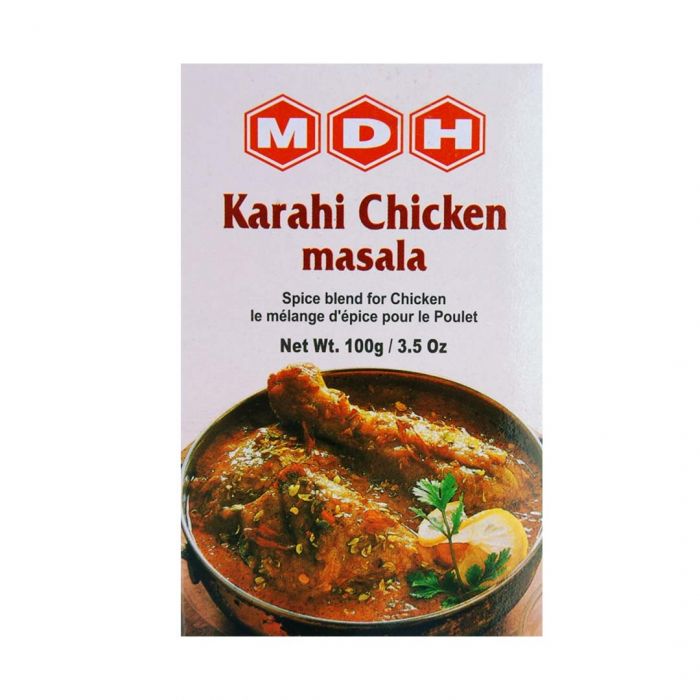 MDH
Karahi Chicken
masala
Spice blend for Chicken
le mélange d'épice pour le Poulet
Net Wt. 100g / 3.5 Oz